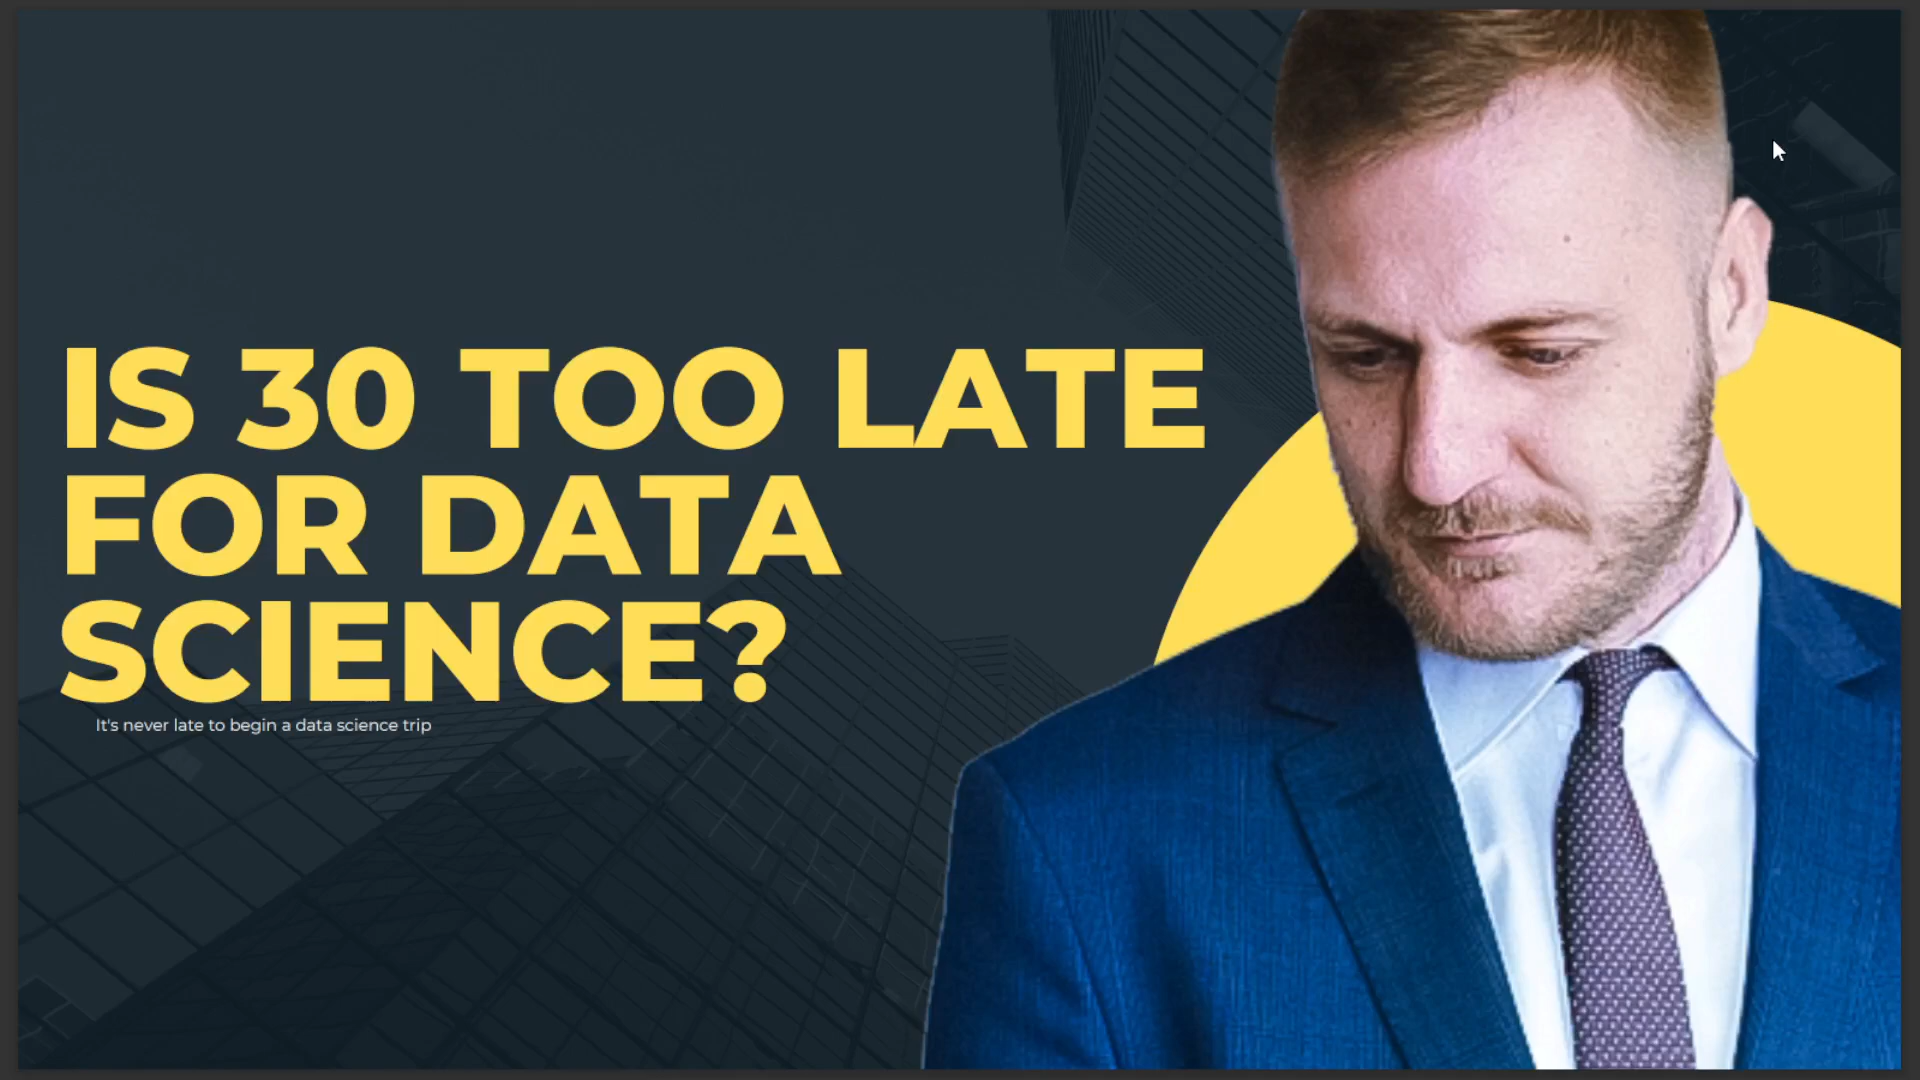 IS 30 TOO LATE
FOR DATA
SCIENCE?
It's never late to begin a data science trip